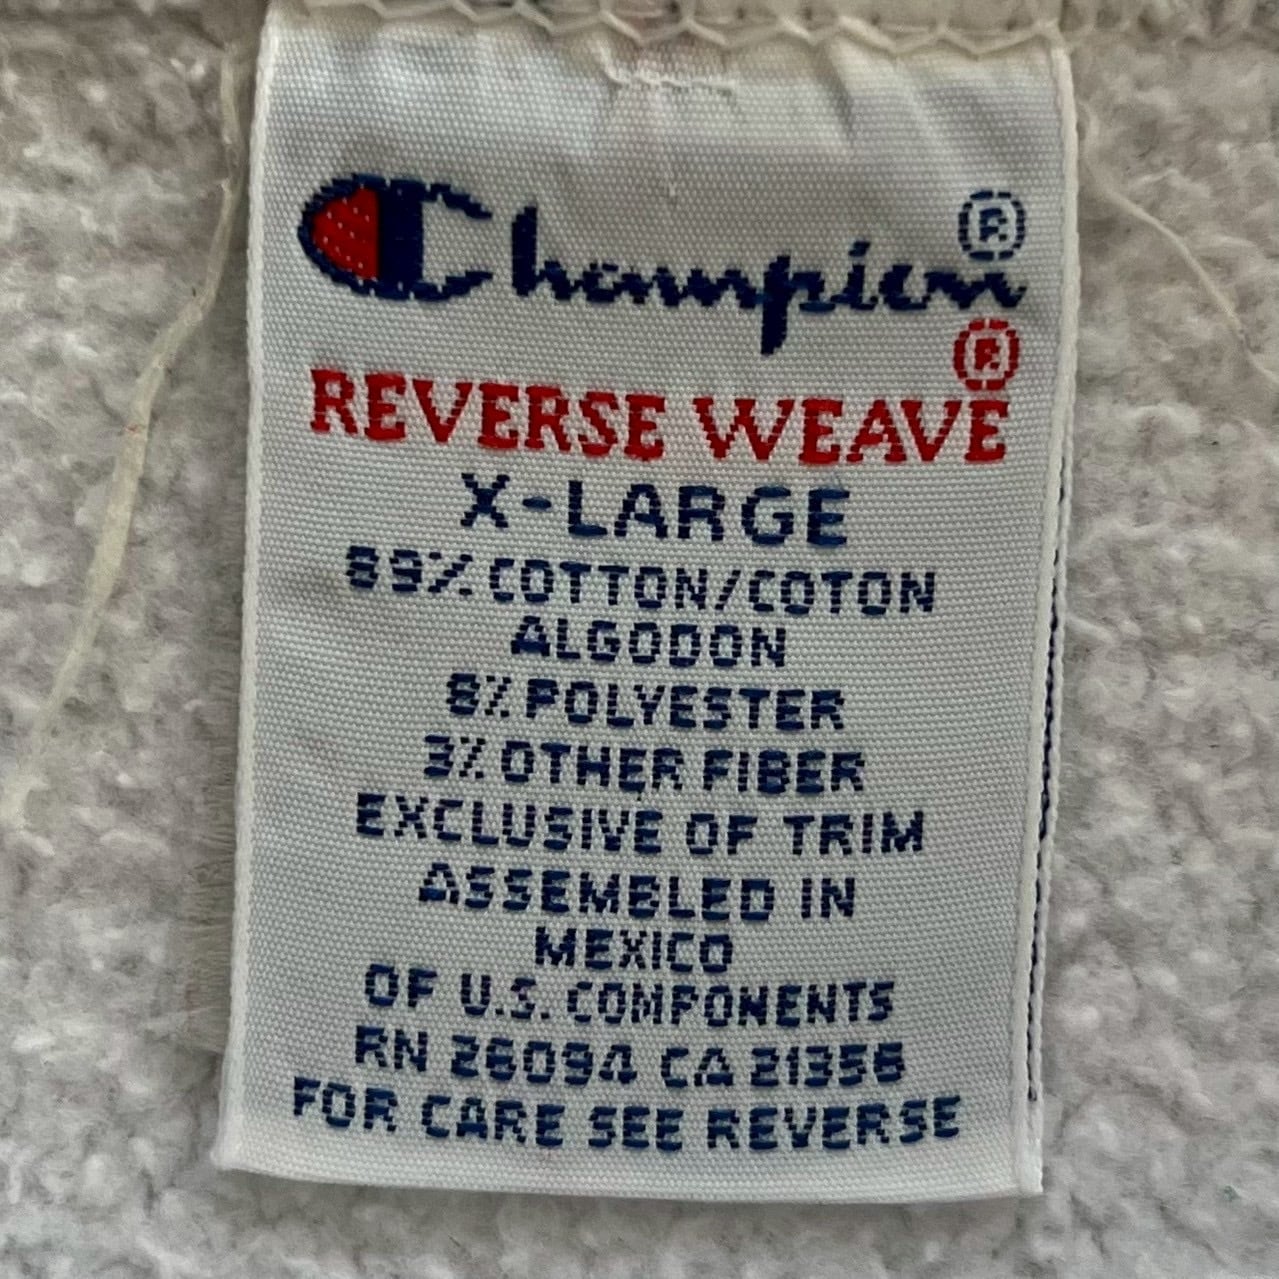 Champion®
REVERSE WEAVE®
X-LARGE
89% COTTON/COTON
ALGODON
8% POLYESTER
3% OTHER FIBER
EXCLUSIVE OF TRIM
ASSEMBLED IN
MEXICO
OF U.S. COMPONENTS
RN 26094 CA 21356
FOR CARE SEE REVERSE